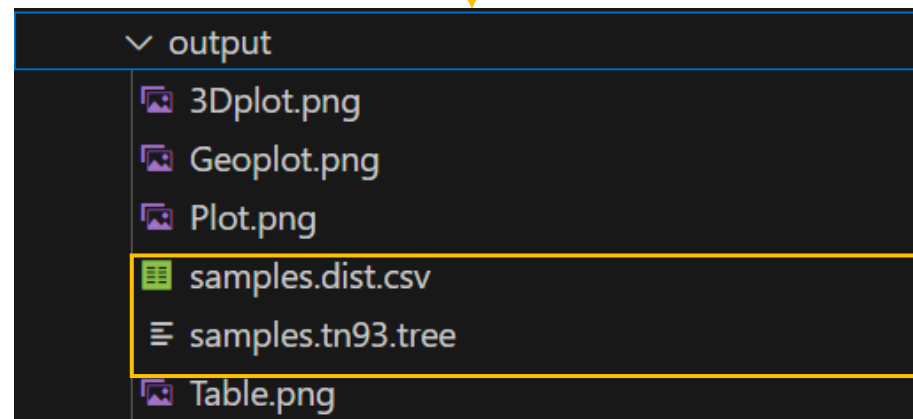 output
3Dplot.png
Geoplot.png
Plot.png
samples.dist.csv
samples.tn93.tree
Table.png